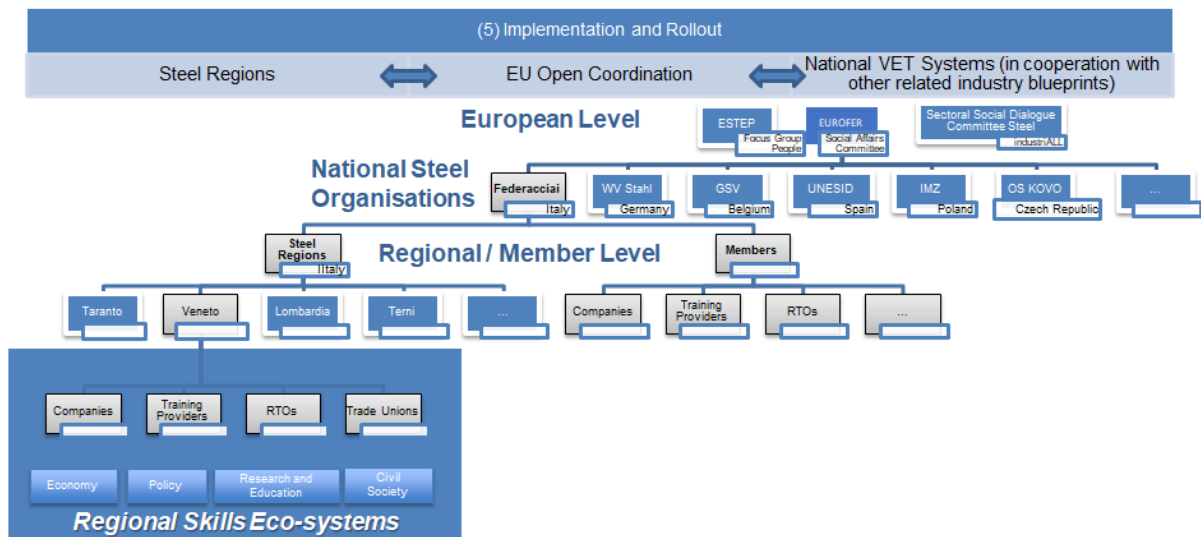 (5) Implementation and Rollout
Steel Regions
EU Open Coordination
National VET Systems (in cooperation with
other related industry blueprints)
European Level
ESTEP
Focus Group
People
EUROFER
Social Affairs
Committee
Sectoral Social Dialogue
Committee Steel
industriALL
National Steel
Organisations
Federacciai
Italy
WV Stahl
Germany
GSV
Belgium
UNESID
Spain
IMZ
Poland
OS KOVO
Czech Republic
...
Steel
Regions
IItaly
Regional / Member Level
Members
Taranto
Veneto
Lombardia
Terni
...
Companies
Training
Providers
RTOs
...
Companies
Training
Providers
RTOs
Trade Unions
Economy
Policy
Research and
Education
Civil
Society
Regional Skills Eco-systems